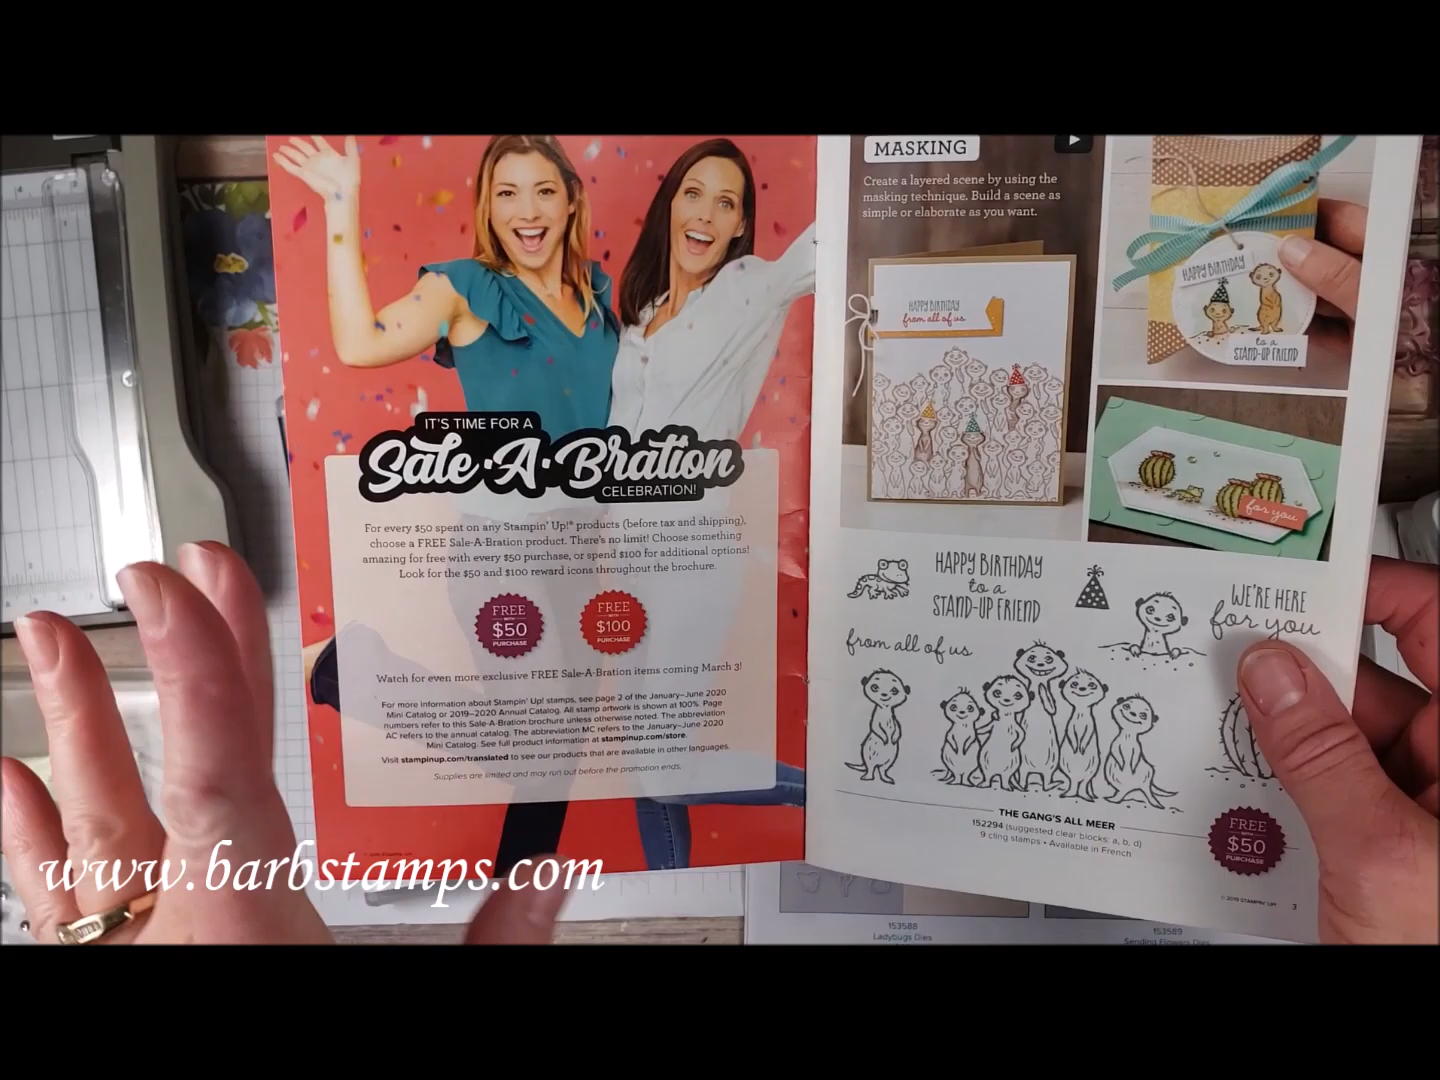 IT'S TIME FOR A
Sale-A-Bration
CELEBRATION!
For every $50 spent on any Stampin' Up!® products (before tax and shipping),
choose a FREE Sale-A-Bration product. There's no limit! Choose something
amazing for free with every $50 purchase, or spend $100 for additional options!
Look for the $50 and $100 reward icons throughout the brochure.
FREE
WITH
$50
PURCHASE
FREE
WITH
$100
PURCHASE
Watch for even more exclusive FREE Sale-A-Bration items coming March 3!
For more information about Stampin' Up! stamps, see page 2 of the January–June 2020
Mini Catalog or 2019–2020 Annual Catalog. All stamp artwork is shown at 100%. Page
numbers refer to this Sale-A-Bration brochure unless otherwise noted. The abbreviation
AC refers to the annual catalog. The abbreviation MC refers to the January–June 2020
Mini Catalog. See full product information at stampinup.com/store.
Visit stampinup.com/translated to see our products that are available in other languages.
Supplies are limited and may run out before the promotion ends.
MASKING
Create a layered scene by using the
masking technique. Build a scene as
simple or elaborate as you want.
HAPPY BIRTHDAY
from all of us
HAPPY BIRTHDAY
to a
STAND-UP FRIEND
for you
HAPPY BIRTHDAY
to a
STAND-UP FRIEND
WE'RE HERE
for you
from all of us
THE GANG'S ALL MEER
152294 (suggested clear blocks: a, b, d)
9 cling stamps • Available in French
FREE
WITH
$50
PURCHASE
© 2019 STAMPIN' UP!
3
153588
Ladybugs Dies
153589
Sending Flowers Dies
www.barbstamps.com